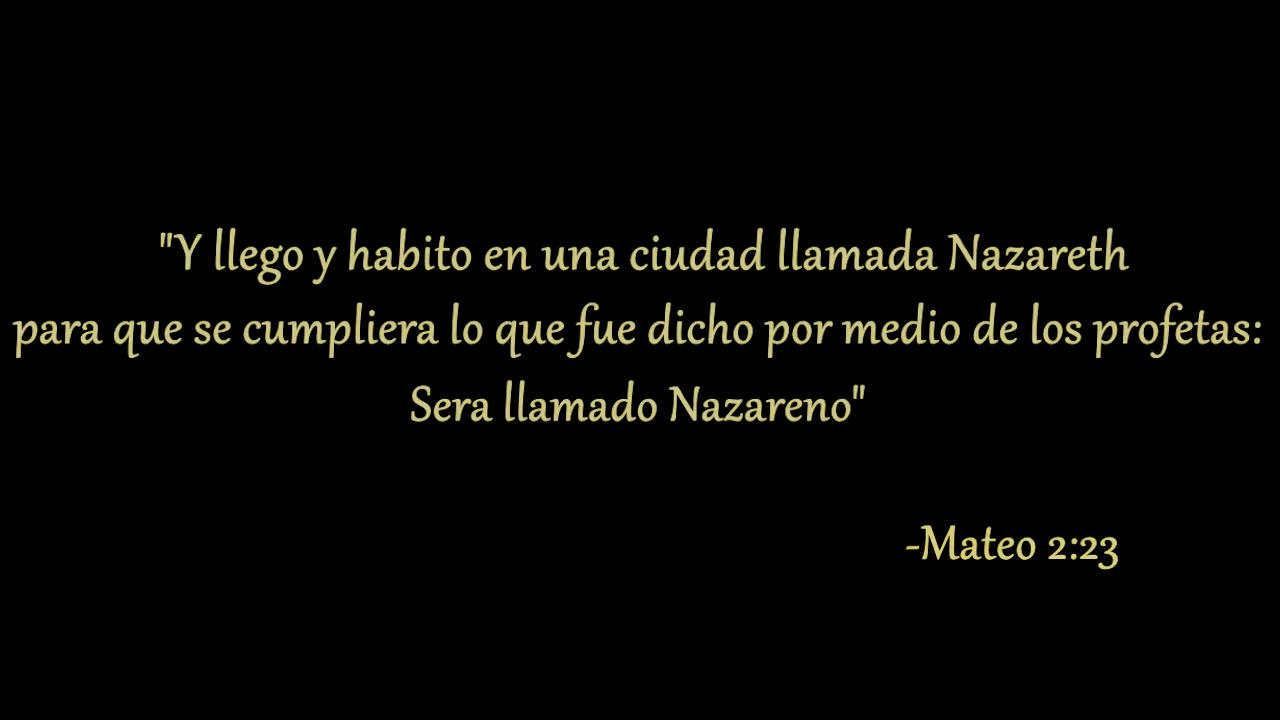 "Y llego y habito en una ciudad llamada Nazareth
para que se cumpliera lo que fue dicho por medio de los profetas:
Sera llamado Nazareno"
-Mateo 2:23